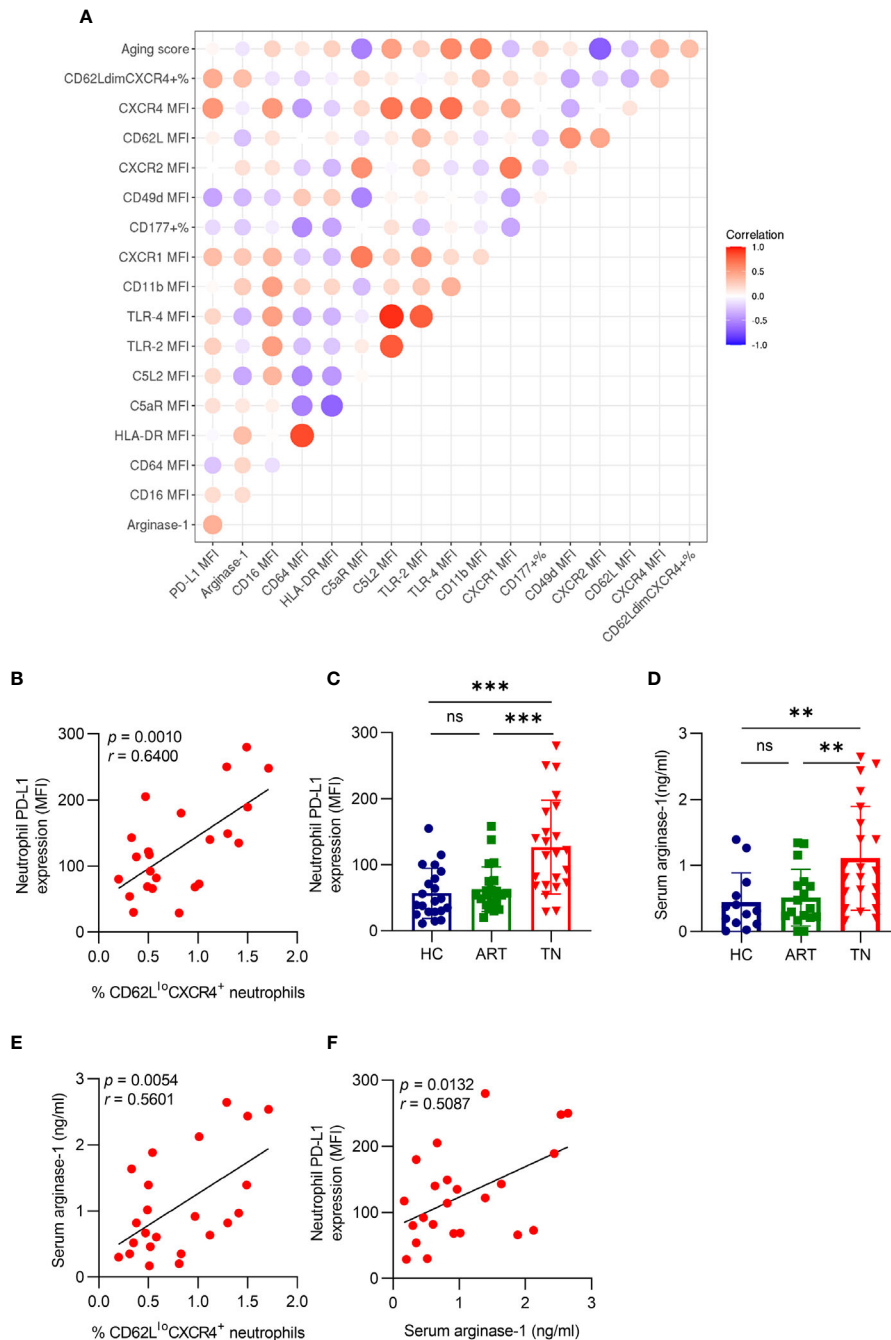 A
Aging score
CD62LdimCXCR4+%
CXCR4 MFI
CD62L MFI
CXCR2 MFI
CD49d MFI
CD177+%
CXCR1 MFI
CD11b MFI
TLR-4 MFI
TLR-2 MFI
C5L2 MFI
C5aR MFI
HLA-DR MFI
CD64 MFI
CD16 MFI
Arginase-1
PD-L1 MFI
Arginase-1
CD16 MFI
CD64 MFI
HLA-DR MFI
C5aR MFI
C5L2 MFI
TLR-2 MFI
TLR-4 MFI
CD11b MFI
CXCR1 MFI
CD177+%
CD49d MFI
CXCR2 MFI
CD62L MFI
CXCR4 MFI
CD62LdimCXCR4+%
Correlation
1.0
0.5
0.0
-0.5
-1.0
B
p = 0.0010
r = 0.6400
Neutrophil PD-L1
expression (MFI)
300
200
100
0
0.0 0.5 1.0 1.5 2.0
% CD62LˡᵒCXCR4⁺ neutrophils
C
***
ns ***
Neutrophil PD-L1
expression (MFI)
300
200
100
0
HC ART TN
D
**
ns **
Serum arginase-1(ng/ml)
3
2
1
0
HC ART TN
E
p = 0.0054
r = 0.5601
Serum arginase-1 (ng/ml)
3
2
1
0
0.0 0.5 1.0 1.5 2.0
% CD62LˡᵒCXCR4⁺ neutrophils
F
p = 0.0132
r = 0.5087
Neutrophil PD-L1
expression (MFI)
300
200
100
0
0 1 2 3
Serum arginase-1 (ng/ml)